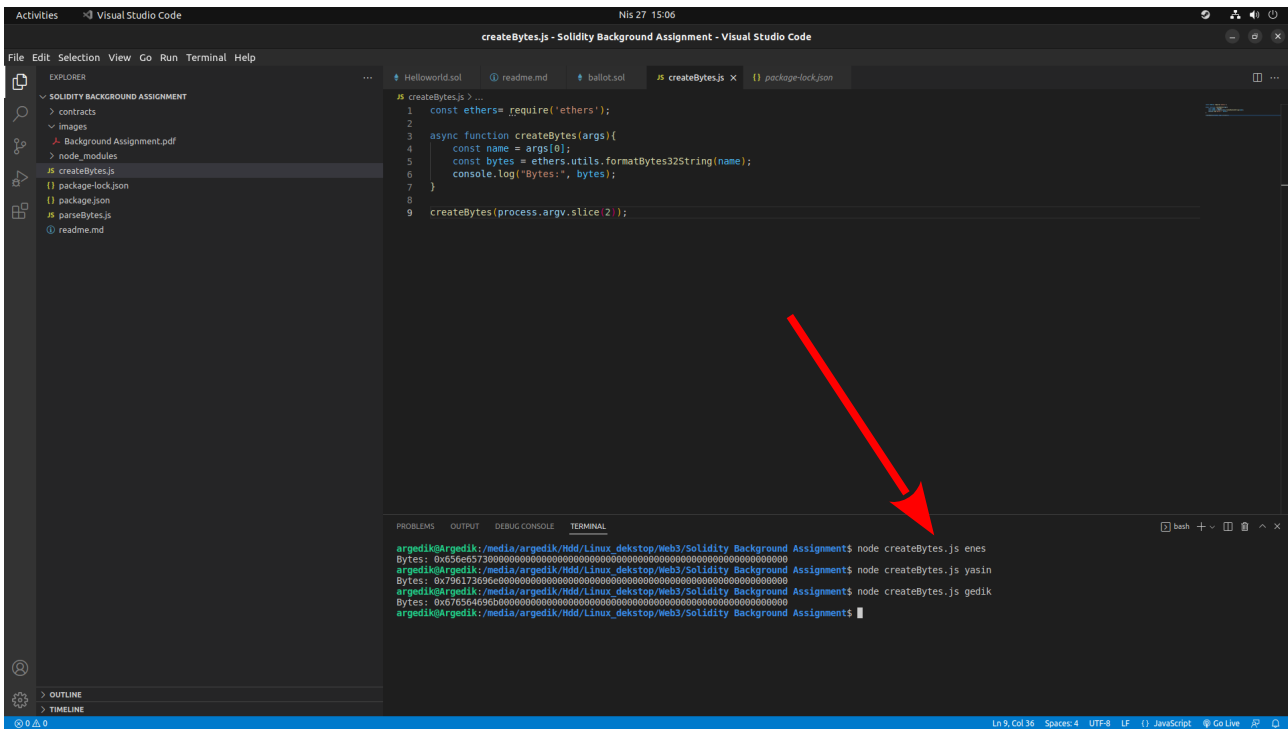 Activities Visual Studio Code Nis 27 15:06
createBytes.js - Solidity Background Assignment - Visual Studio Code
File Edit Selection View Go Run Terminal Help
EXPLORER ···
SOLIDITY BACKGROUND ASSIGNMENT
contracts
images
Background Assignment.pdf
node_modules
JS createBytes.js
{} package-lock.json
{} package.json
JS parseBytes.js
readme.md
OUTLINE
TIMELINE
Helloworld.sol readme.md ballot.sol JS createBytes.js {} package-lock.json
JS createBytes.js > ...
1 const ethers= require('ethers');
2
3 async function createBytes(args){
4 const name = args[0];
5 const bytes = ethers.utils.formatBytes32String(name);
6 console.log("Bytes:", bytes);
7 }
8
9 createBytes(process.argv.slice(2));
PROBLEMS OUTPUT DEBUG CONSOLE TERMINAL bash
argedik@Argedik:/media/argedik/Hdd/Linux_dekstop/Web3/Solidity Background Assignment$ node createBytes.js enes
Bytes: 0x656e657300000000000000000000000000000000000000000000000000000000
argedik@Argedik:/media/argedik/Hdd/Linux_dekstop/Web3/Solidity Background Assignment$ node createBytes.js yasin
Bytes: 0x796173696e000000000000000000000000000000000000000000000000000000
argedik@Argedik:/media/argedik/Hdd/Linux_dekstop/Web3/Solidity Background Assignment$ node createBytes.js gedik
Bytes: 0x676564696b000000000000000000000000000000000000000000000000000000
argedik@Argedik:/media/argedik/Hdd/Linux_dekstop/Web3/Solidity Background Assignment$
0 0 Ln 9, Col 36 Spaces: 4 UTF-8 LF {} JavaScript Go Live